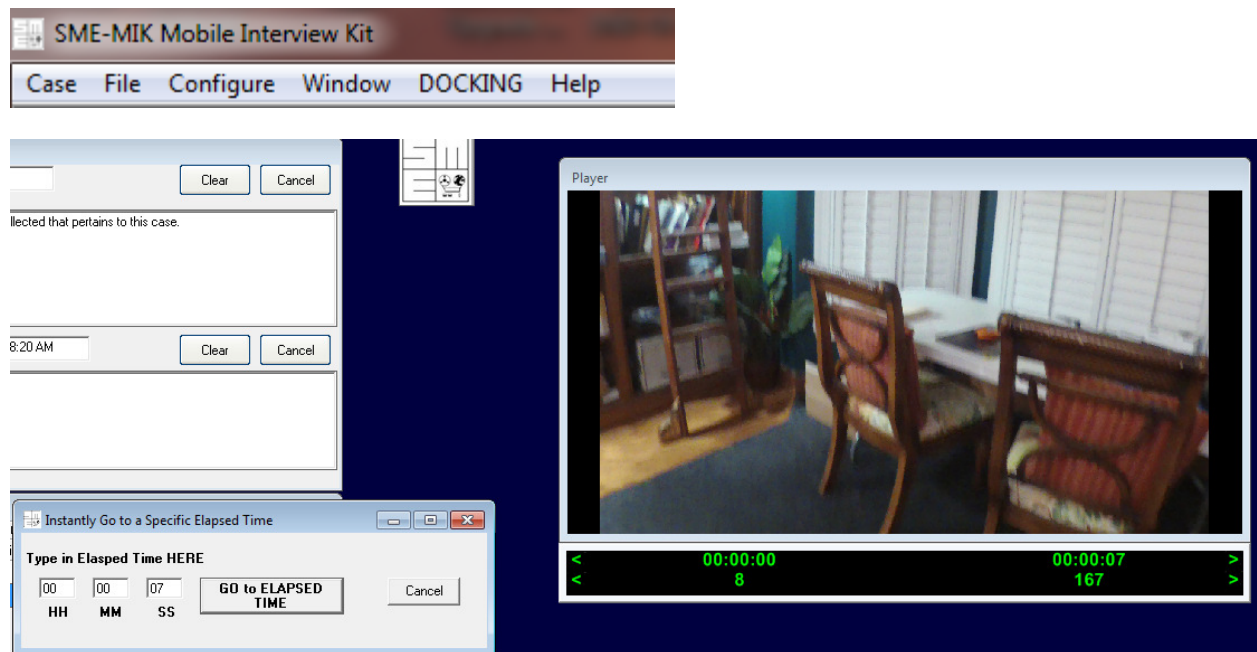 SME-MIK Mobile Interview Kit
Case File Configure Window DOCKING Help
Clear Cancel
llected that pertains to this case.
8:20 AM Clear Cancel
Player
Instantly Go to a Specific Elapsed Time
Type in Elasped Time HERE
00 00 07 GO to ELAPSED TIME Cancel
HH MM SS
< 00:00:00 00:00:07 >
< 8 167 >